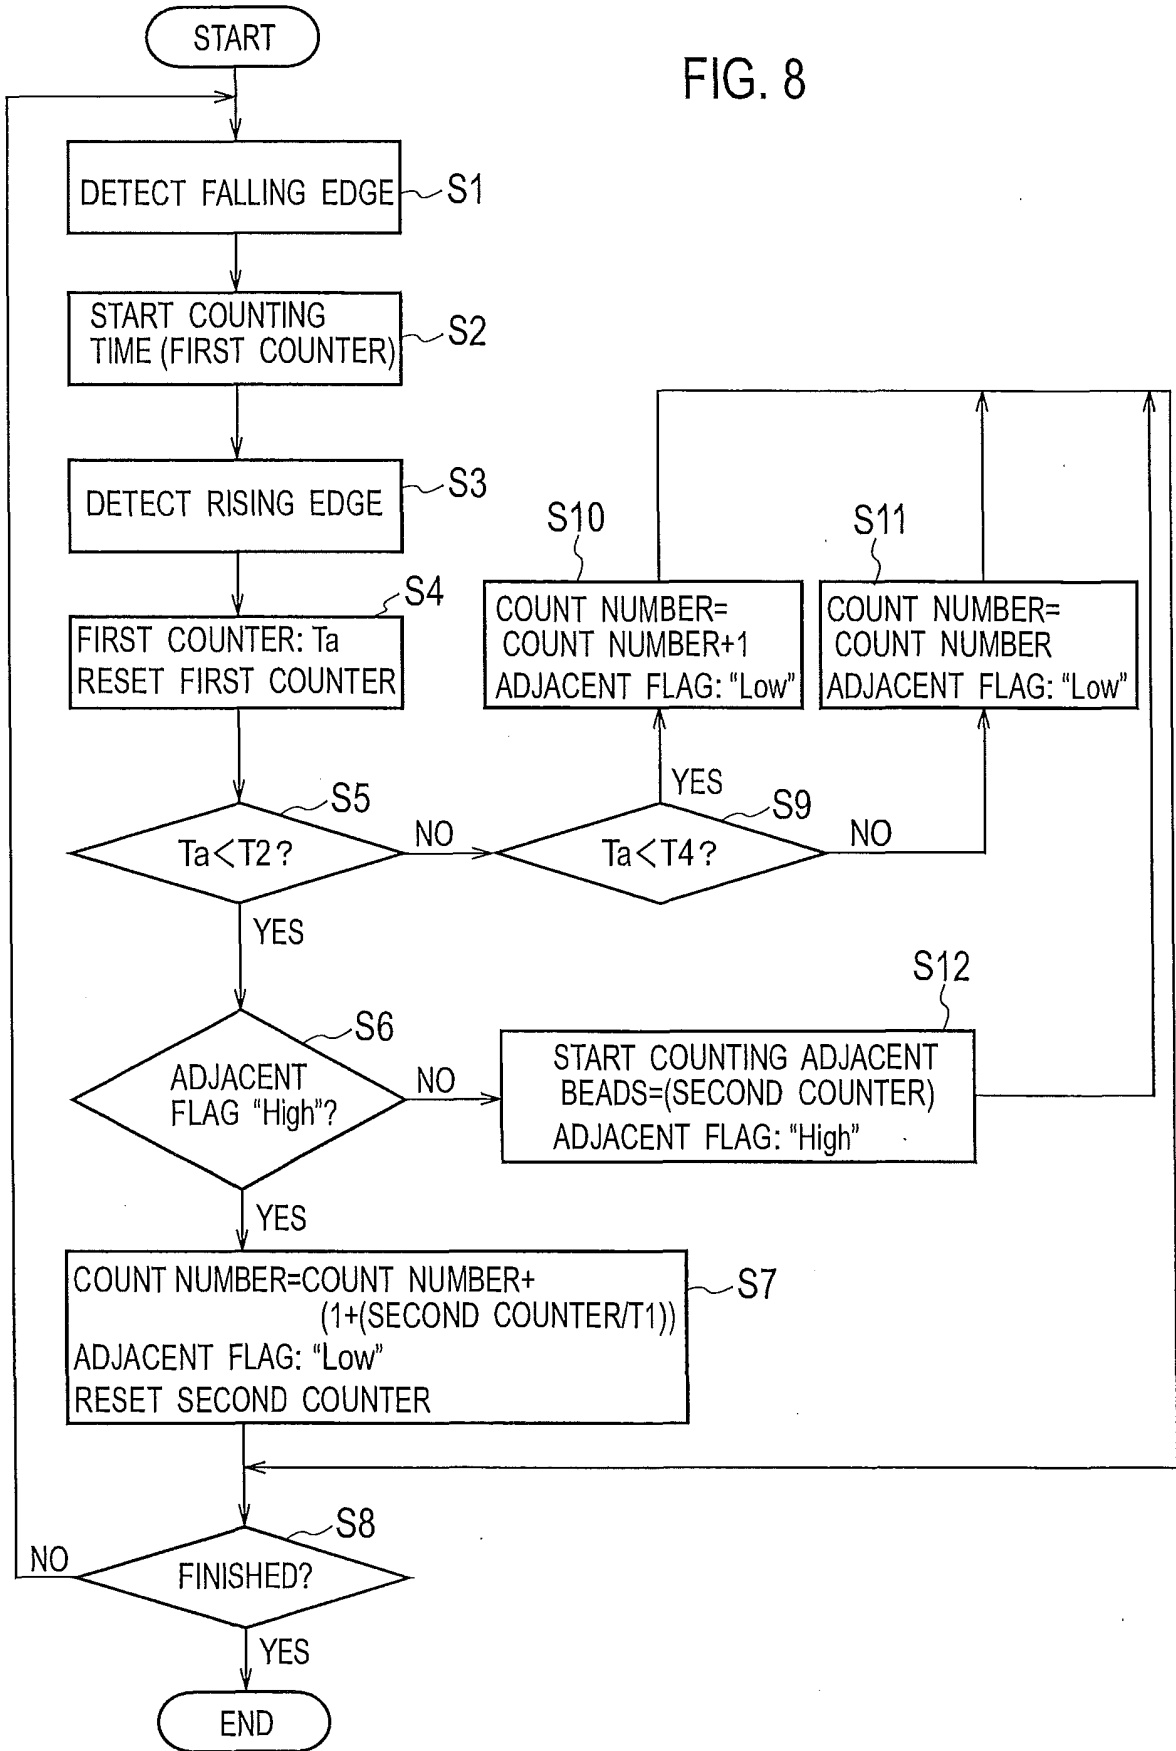 START
FIG. 8
DETECT FALLING EDGE
S1
START COUNTING
TIME (FIRST COUNTER)
S2
DETECT RISING EDGE
S3
S4
FIRST COUNTER: Ta
RESET FIRST COUNTER
S10
COUNT NUMBER=
COUNT NUMBER+1
ADJACENT FLAG: “Low”
S11
COUNT NUMBER=
COUNT NUMBER
ADJACENT FLAG: “Low”
S5
Ta<T2?
NO
YES
S9
Ta<T4?
YES
NO
S6
ADJACENT
FLAG “High”?
NO
YES
S12
START COUNTING ADJACENT
BEADS=(SECOND COUNTER)
ADJACENT FLAG: “High”
COUNT NUMBER=COUNT NUMBER+
(1+(SECOND COUNTER/T1))
ADJACENT FLAG: “Low”
RESET SECOND COUNTER
S7
S8
FINISHED?
NO
YES
END